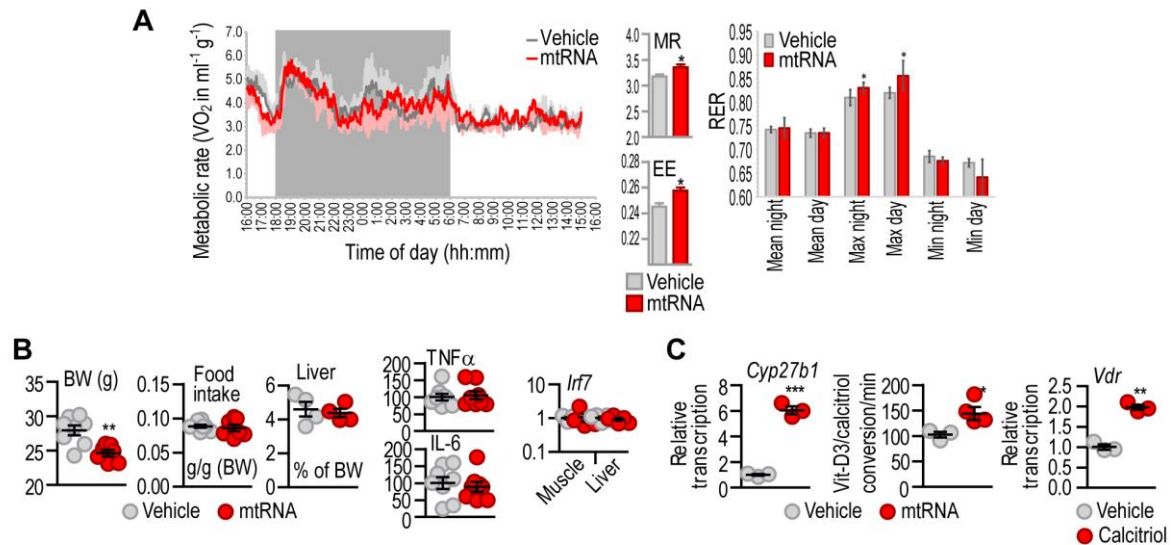 A
Metabolic rate (VO2 in ml-1 g-1)
7.0
6.0
5.0
4.0
3.0
2.0
1.0
0.0
Vehicle
mtRNA
16:00 17:00 18:00 19:00 20:00 21:00 22:00 23:00 0:00 1:00 2:00 3:00 4:00 5:00 6:00 7:00 8:00 9:00 10:00 11:00 12:00 13:00 14:00 15:00 16:00
Time of day (hh:mm)
MR
*
4.0
3.5
3.0
2.5
2.0
EE
*
0.28
0.26
0.24
0.22
Vehicle
mtRNA
RER
0.95
0.90
0.85
0.80
0.75
0.70
0.65
0.60
Vehicle
mtRNA
* *
Mean night
Mean day
Max night
Max day
Min night
Min day
B
BW (g)
35
30
25
20
**
Food
intake
0.15
0.10
0.05
0.00
g/g (BW)
Liver
6
4
2
0
% of BW
Vehicle mtRNA
TNFα
200
150
100
50
0
IL-6
200
150
100
50
0
Irf7
10
1
0.1
Muscle
Liver
C
Cyp27b1
Relative
transcription
8
6
4
2
0
***
Vit-D3/calcitriol
conversion/min
200
150
100
50
0
*
Vehicle mtRNA
Vdr
Relative
transcription
2.5
2.0
1.5
1.0
0.5
0.0
**
Vehicle
Calcitriol